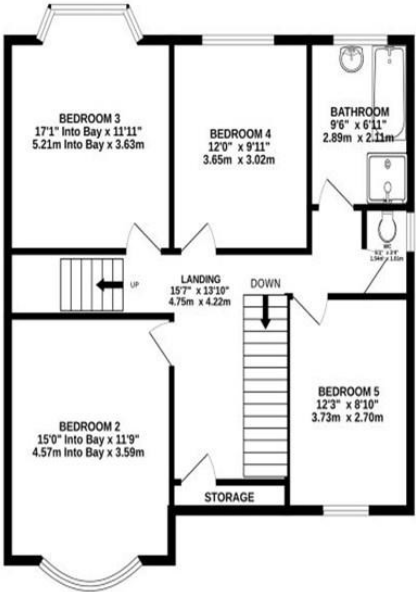 BEDROOM 3
17'1" Into Bay x 11'11"
5.21m Into Bay x 3.63m
BEDROOM 4
12'0" x 9'11"
3.65m x 3.02m
BATHROOM
9'6" x 6'11"
2.89m x 2.11m
WC
UP
LANDING
15'7" x 13'10"
4.75m x 4.22m
DOWN
BEDROOM 2
15'0" Into Bay x 11'9"
4.57m Into Bay x 3.59m
BEDROOM 5
12'3" x 8'10"
3.73m x 2.70m
STORAGE